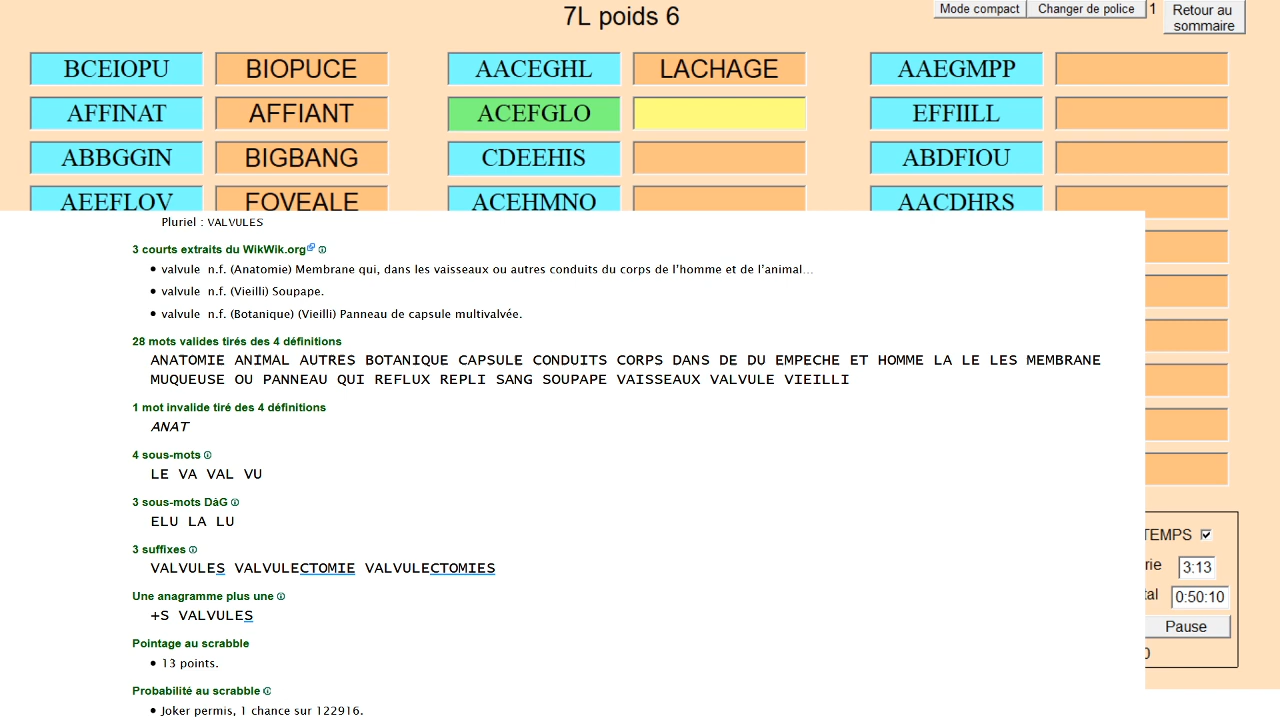 7L poids 6
Mode compact Changer de police 1 Retour au sommaire
BCEIOPU BIOPUCE AACEGHL LACHAGE AAEGMPP
AFFINAT AFFIANT ACEFGLO EFFIILL
ABBGGIN BIGBANG CDEEHIS ABDFIOU
AEEFLOV FOVEALE ACEHMNO AACDHRS
Pluriel : VALVULES
3 courts extraits du WikWik.org
• valvule n.f. (Anatomie) Membrane qui, dans les vaisseaux ou autres conduits du corps de l'homme et de l'animal…
• valvule n.f. (Vieilli) Soupape.
• valvule n.f. (Botanique) (Vieilli) Panneau de capsule multivalvée.
28 mots valides tirés des 4 définitions
ANATOMIE ANIMAL AUTRES BOTANIQUE CAPSULE CONDUITS CORPS DANS DE DU EMPECHE ET HOMME LA LE LES MEMBRANE
MUQUEUSE OU PANNEAU QUI REFLUX REPLI SANG SOUPAPE VAISSEAUX VALVULE VIEILLI
1 mot invalide tiré des 4 définitions
ANAT
4 sous-mots
LE VA VAL VU
3 sous-mots DàG
ELU LA LU
3 suffixes
VALVULES VALVULECTOMIE VALVULECTOMIES
Une anagramme plus une
+S VALVULES
Pointage au scrabble
• 13 points.
Probabilité au scrabble
• Joker permis, 1 chance sur 122916.
TEMPS
rie 3:13
tal 0:50:10
Pause